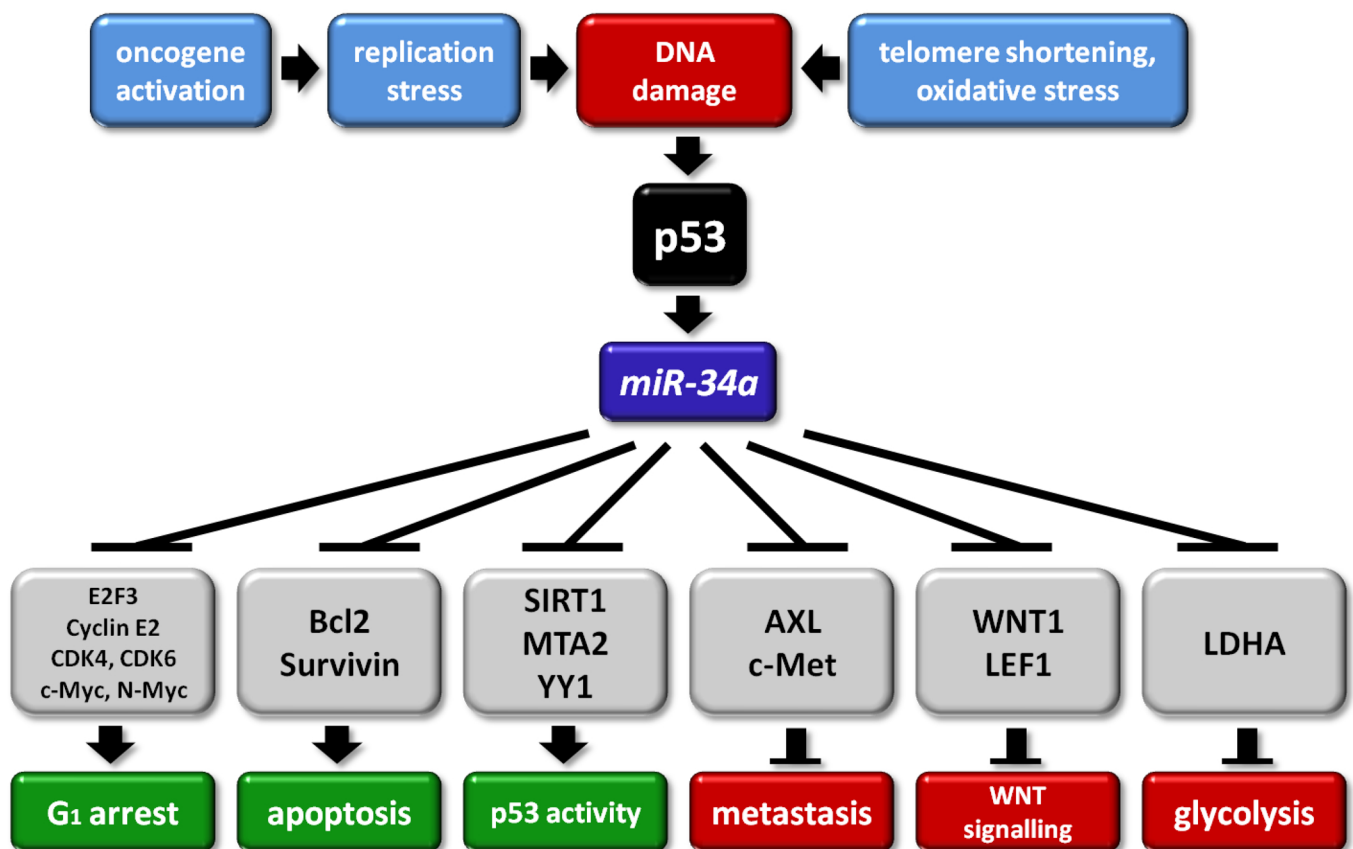 oncogene
activation
replication
stress
DNA
damage
telomere shortening,
oxidative stress
p53
miR-34a
E2F3
Cyclin E2
CDK4, CDK6
c-Myc, N-Myc
Bcl2
Survivin
SIRT1
MTA2
YY1
AXL
c-Met
WNT1
LEF1
LDHA
G1 arrest
apoptosis
p53 activity
metastasis
WNT
signalling
glycolysis